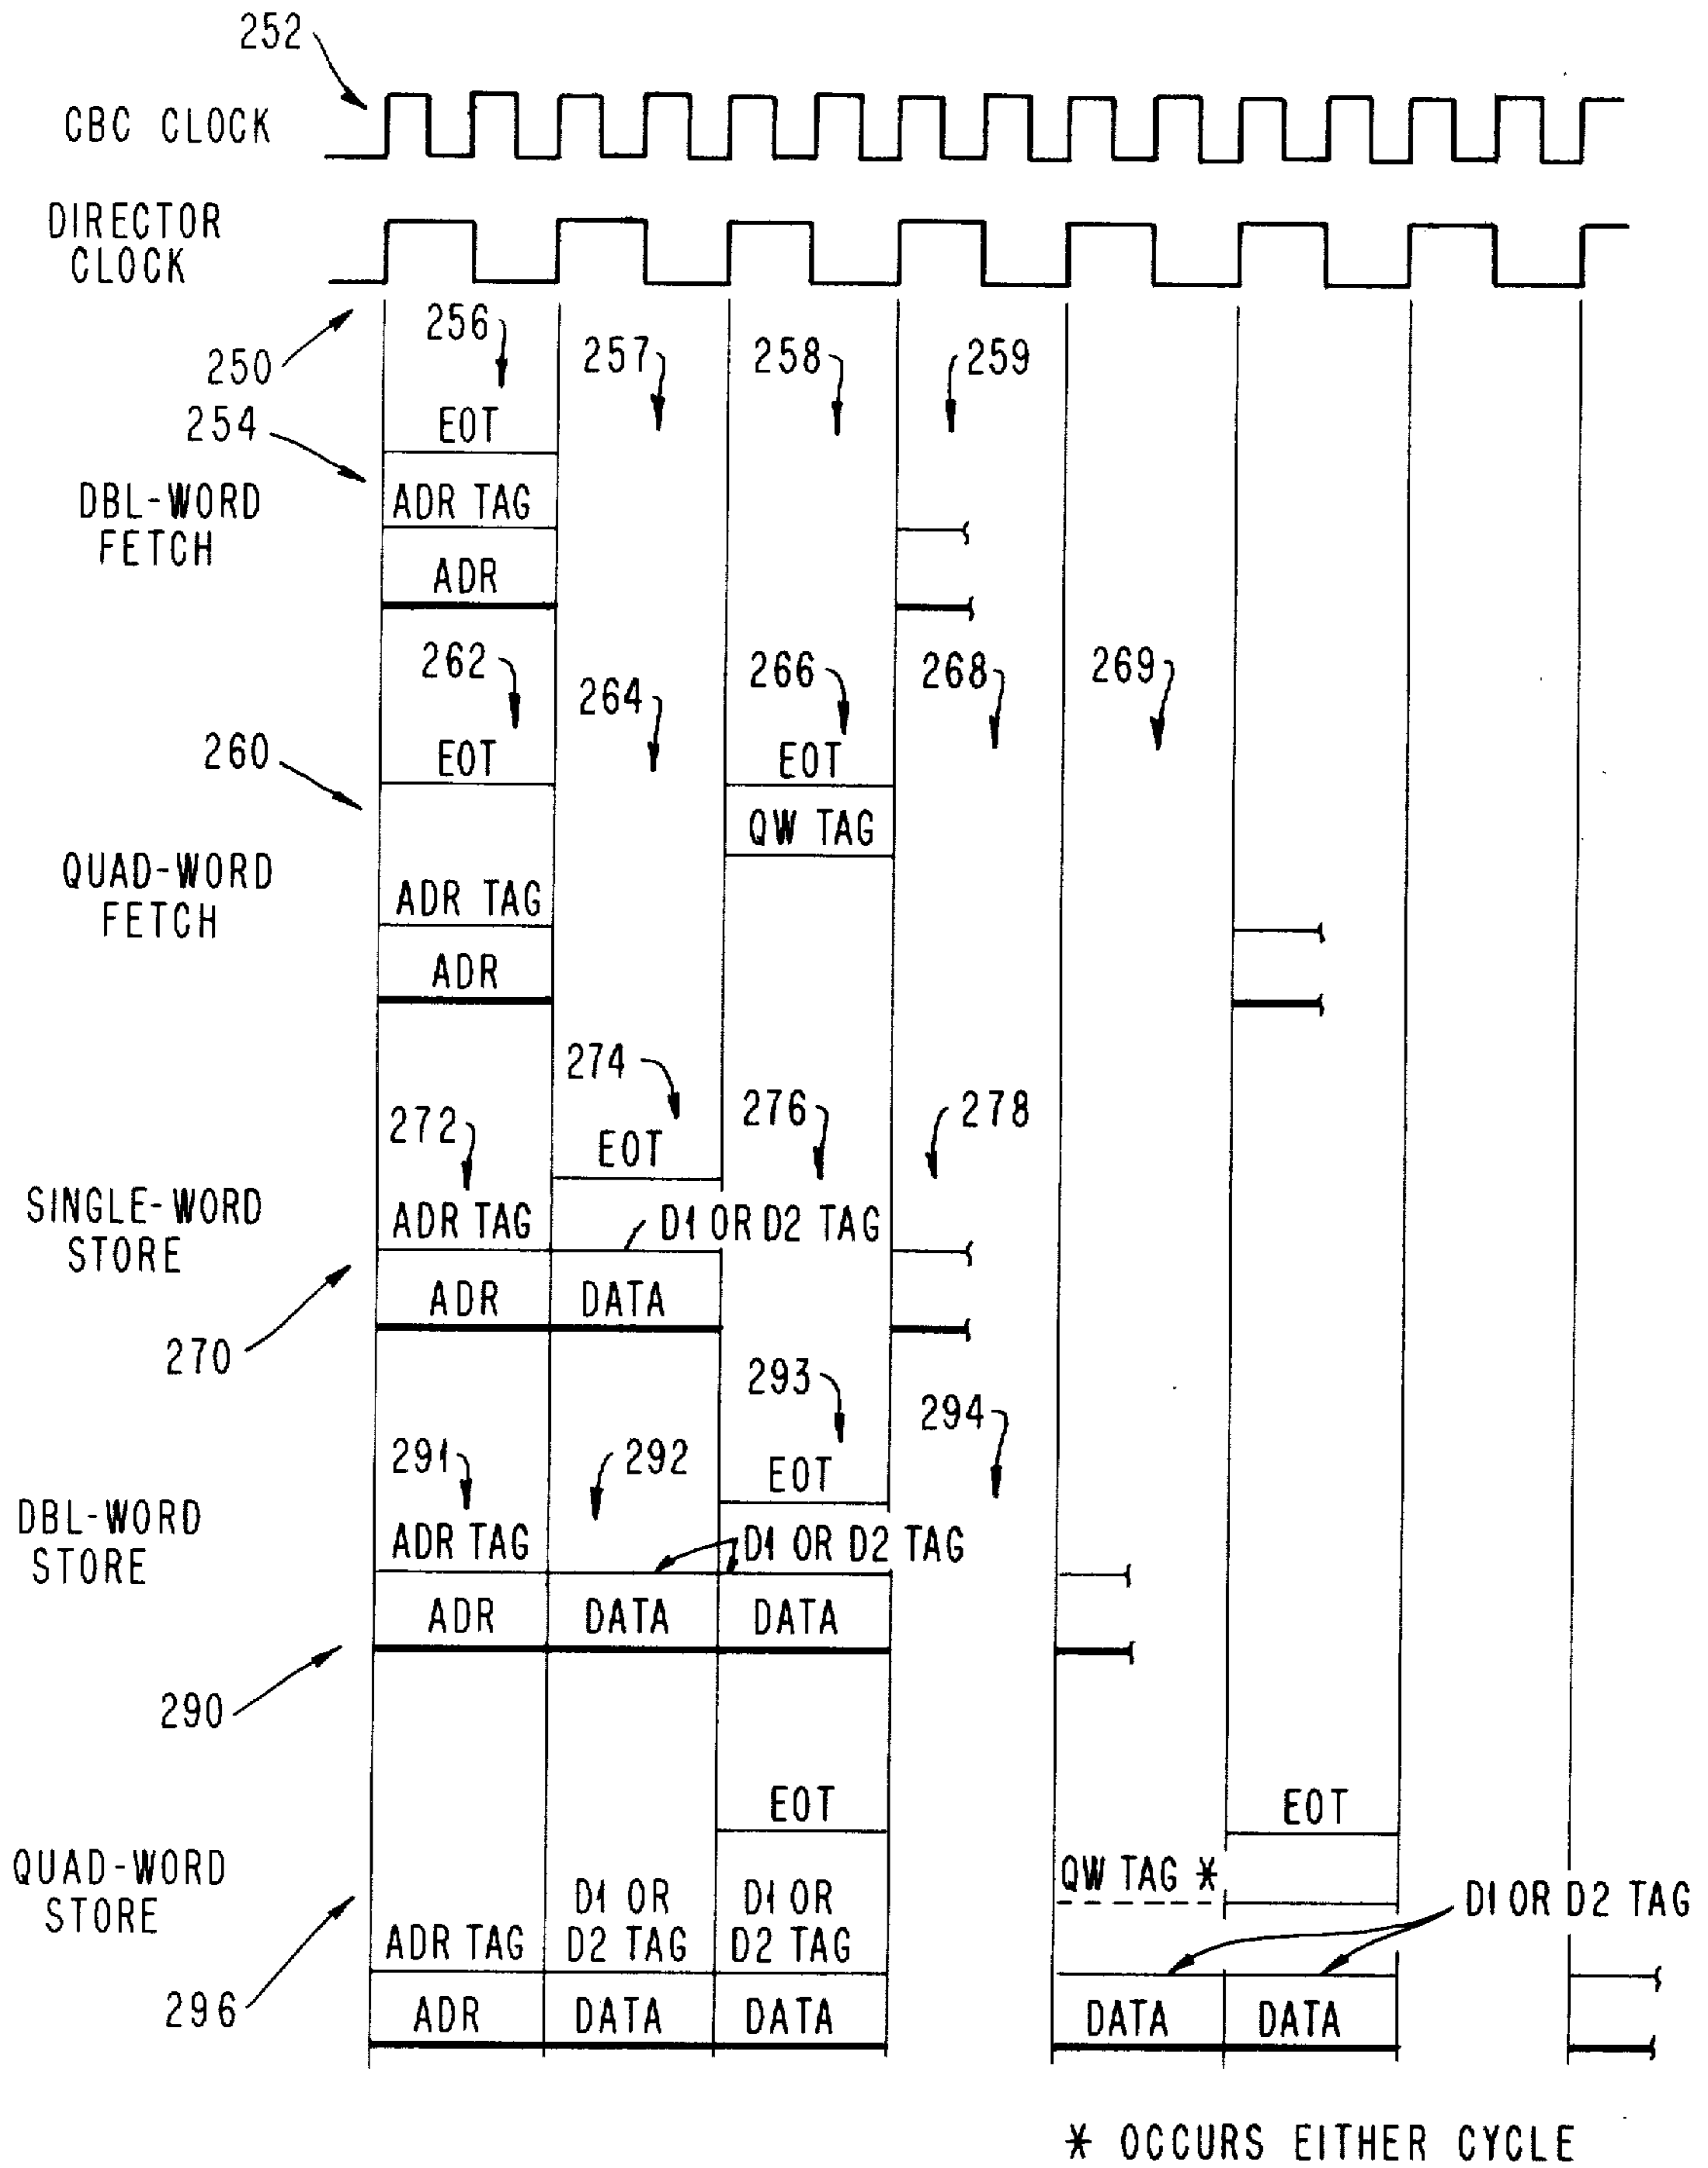 252
CBC CLOCK
DIRECTOR
CLOCK
250
256
257
258
259
254
EOT
DBL-WORD
FETCH
ADR TAG
ADR
262
264
266
268
269
260
EOT
EOT
QW TAG
QUAD-WORD
FETCH
ADR TAG
ADR
274
272
276
278
EOT
SINGLE-WORD
STORE
ADR TAG
D1 OR D2 TAG
ADR
DATA
270
293
294
291
292
EOT
DBL-WORD
STORE
ADR TAG
D1 OR D2 TAG
ADR
DATA
DATA
290
EOT
EOT
QUAD-WORD
STORE
QW TAG *
D1 OR
D2 TAG
D1 OR
D2 TAG
D1 OR D2 TAG
ADR TAG
296
ADR
DATA
DATA
DATA
DATA
* OCCURS EITHER CYCLE